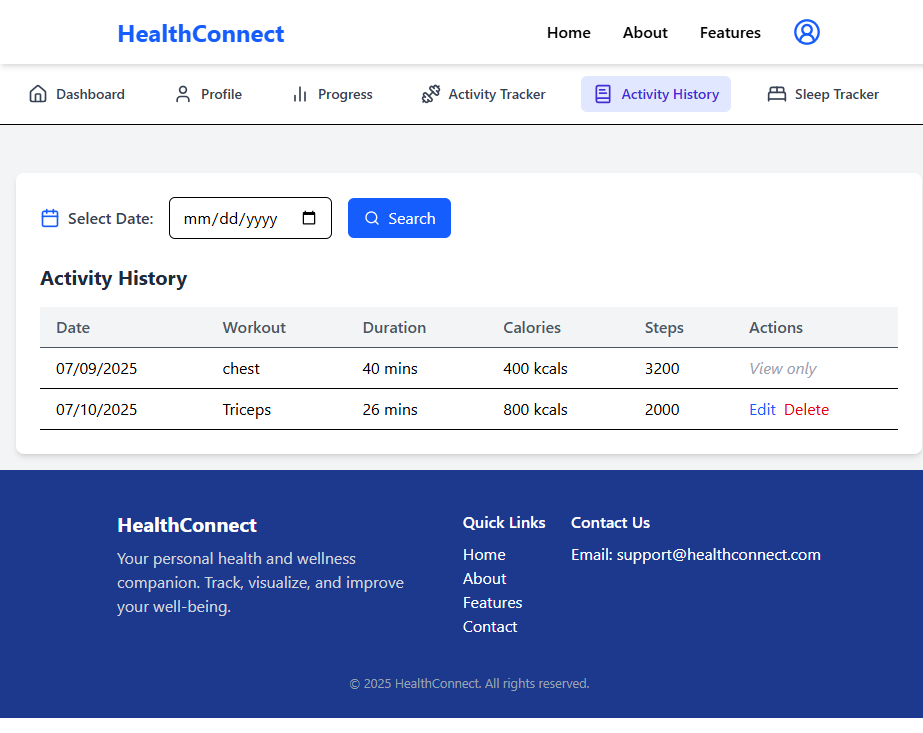 HealthConnect Home About Features
Dashboard Profile Progress Activity Tracker Activity History Sleep Tracker
Select Date: mm/dd/yyyy Search
Activity History
Date Workout Duration Calories Steps Actions
07/09/2025 chest 40 mins 400 kcals 3200 View only
07/10/2025 Triceps 26 mins 800 kcals 2000 Edit Delete
HealthConnect
Your personal health and wellness
companion. Track, visualize, and improve
your well-being.
Quick Links
Home
About
Features
Contact
Contact Us
Email: support@healthconnect.com
© 2025 HealthConnect. All rights reserved.